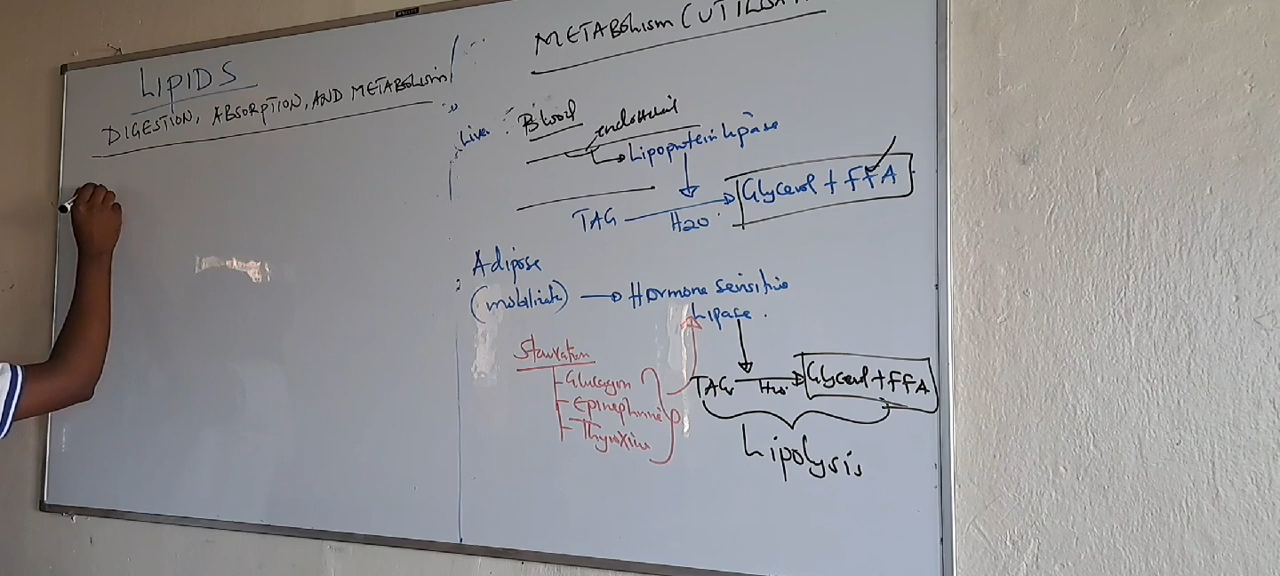 LIPIDS
DIGESTION, ABSORPTION, AND METABOLISM
METABOLISM (UTILISA
Liver : Blood
endothelial
Lipoprotein lipase
TAG H2O Glycerol + FFA
Adipose
(mobilize) Hormone sensitive
Lipase.
Starvation
Glucagon
Epinephrine
Thyroxine
TAG H2O Glycerol + FFA
Lipolysis